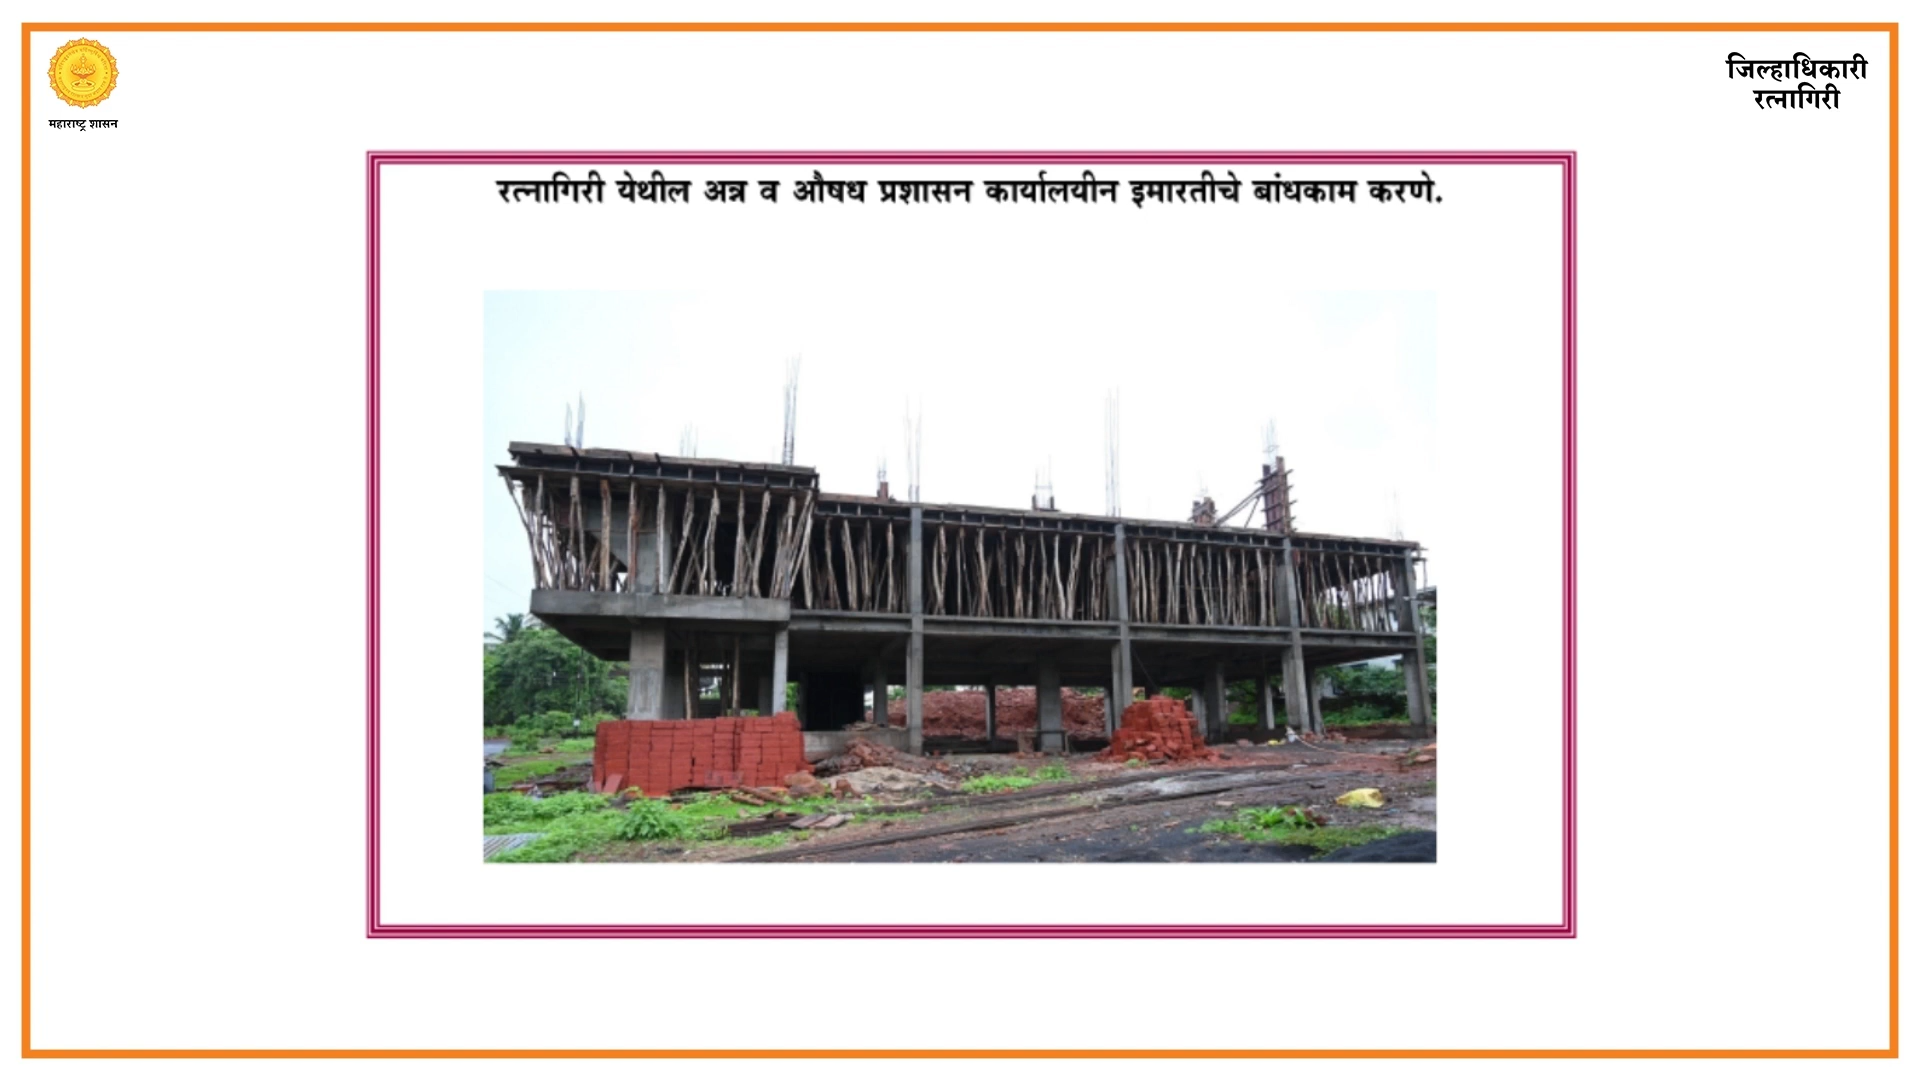 महाराष्ट्र शासन
जिल्हाधिकारी
रत्नागिरी
रत्नागिरी येथील अन्न व औषध प्रशासन कार्यालयीन इमारतीचे बांधकाम करणे.